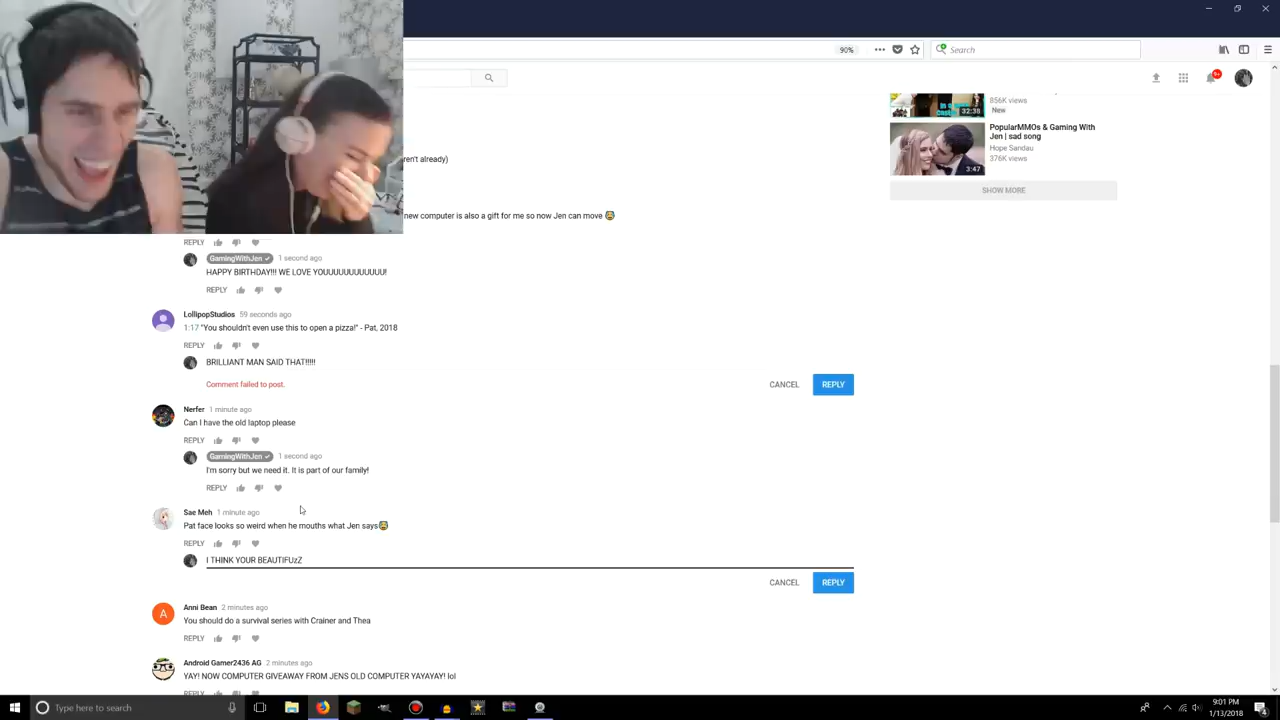 90%
Search
9+
856K views
32:38
New
PopularMMOs & Gaming With
Jen | sad song
Hope Sandau
376K views
3:47
SHOW MORE
ren't already)
new computer is also a gift for me so now Jen can move
REPLY
GamingWithJen 1 second ago
HAPPY BIRTHDAY!!! WE LOVE YOUUUUUUUUUUUU!
REPLY
LollipopStudios 59 seconds ago
1:17 "You shouldn't even use this to open a pizza!" - Pat, 2018
REPLY
BRILLIANT MAN SAID THAT!!!!!
Comment failed to post.
CANCEL REPLY
Nerfer 1 minute ago
Can I have the old laptop please
REPLY
GamingWithJen 1 second ago
I'm sorry but we need it. It is part of our family!
REPLY
Sae Meh 1 minute ago
Pat face looks so weird when he mouths what Jen says
REPLY
I THINK YOUR BEAUTIFUzZ
CANCEL REPLY
A
Anni Bean 2 minutes ago
You should do a survival series with Crainer and Thea
REPLY
Android Gamer2436 AG 2 minutes ago
YAY! NOW COMPUTER GIVEAWAY FROM JENS OLD COMPUTER YAYAYAY! lol
REPLY
Type here to search
9:01 PM
1/13/2018
4